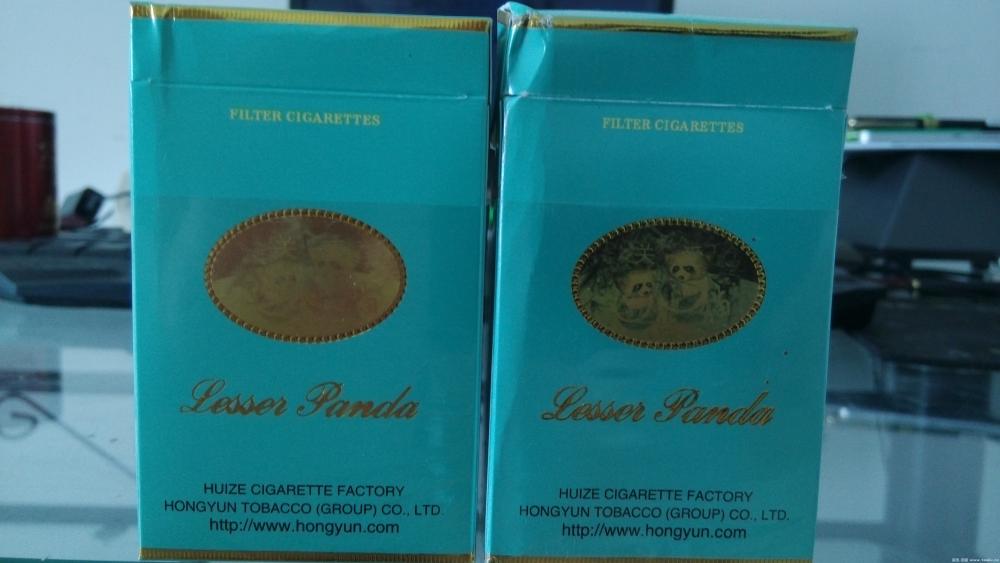 FILTER CIGARETTES
Lesser Panda
HUIZE CIGARETTE FACTORY
HONGYUN TOBACCO (GROUP) CO., LTD.
http://www.hongyun.com
FILTER CIGARETTES
Lesser Panda
HUIZE CIGARETTE FACTORY
HONGYUN TOBACCO (GROUP) CO., LTD.
http://www.hongyun.com